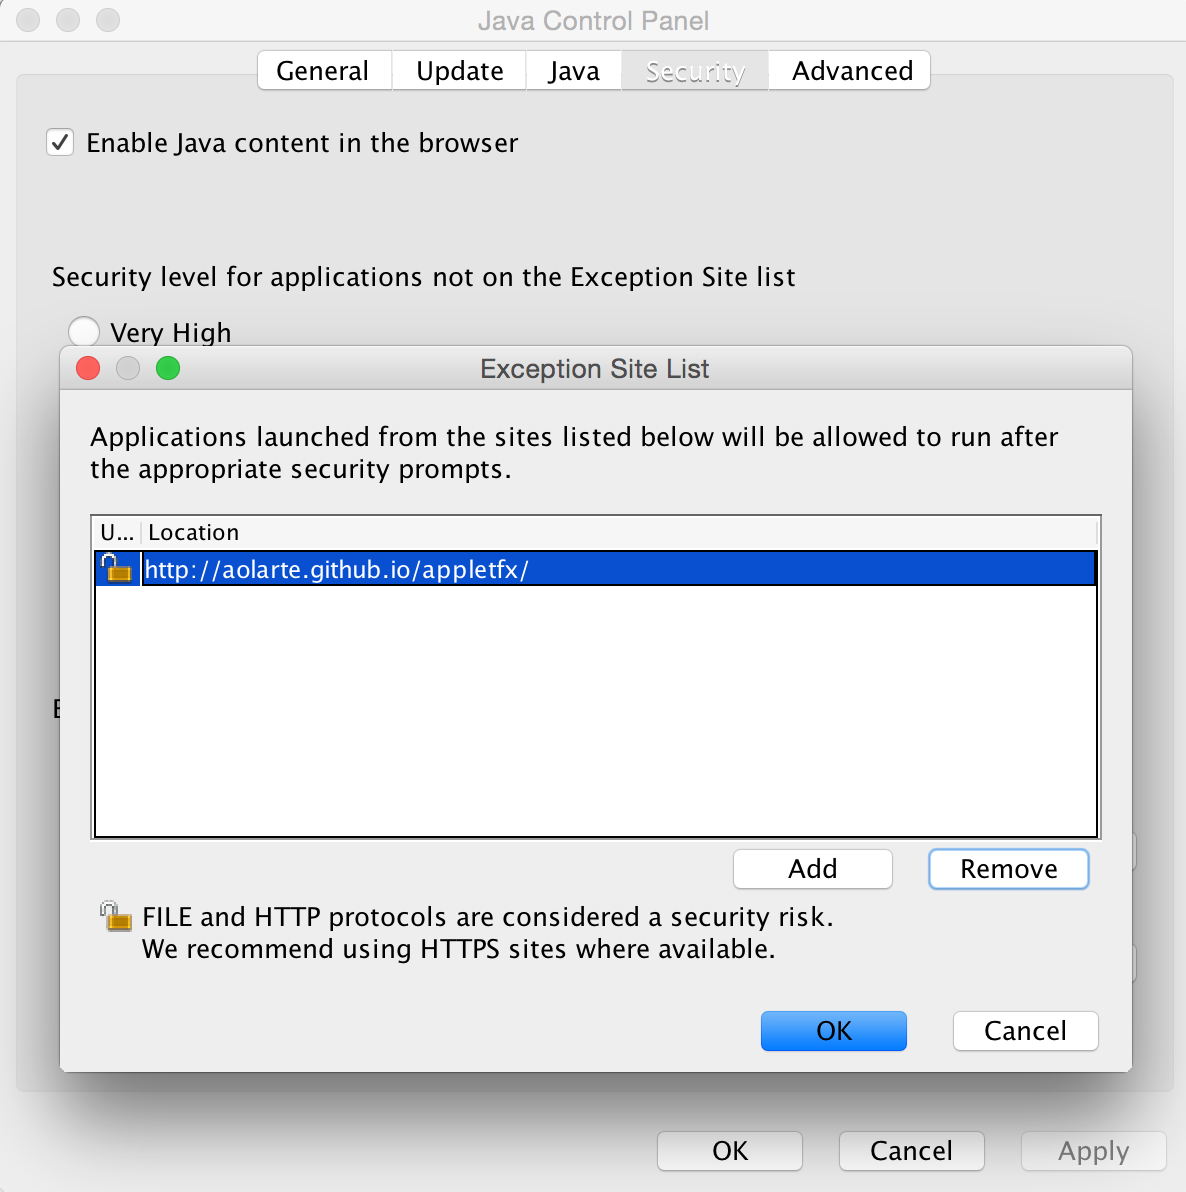 Java Control Panel
General Update Java Security Advanced
Enable Java content in the browser
Security level for applications not on the Exception Site list
Very High
Exception Site List
Applications launched from the sites listed below will be allowed to run after
the appropriate security prompts.
U... Location
http://aolarte.github.io/appletfx/
Add Remove
FILE and HTTP protocols are considered a security risk.
We recommend using HTTPS sites where available.
OK Cancel
OK Cancel Apply